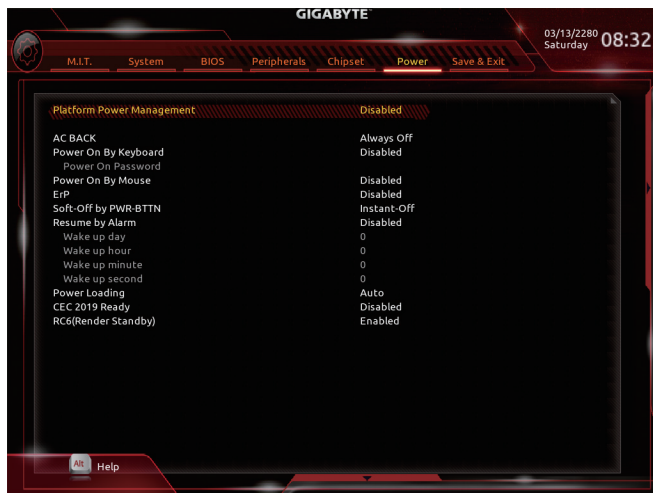 GIGABYTE™
03/13/2280
Saturday
08:32
M.I.T. System BIOS Peripherals Chipset Power Save & Exit
Platform Power Management Disabled
AC BACK Always Off
Power On By Keyboard Disabled
Power On Password
Power On By Mouse Disabled
ErP Disabled
Soft-Off by PWR-BTTN Instant-Off
Resume by Alarm Disabled
Wake up day 0
Wake up hour 0
Wake up minute 0
Wake up second 0
Power Loading Auto
CEC 2019 Ready Disabled
RC6(Render Standby) Enabled
Alt Help